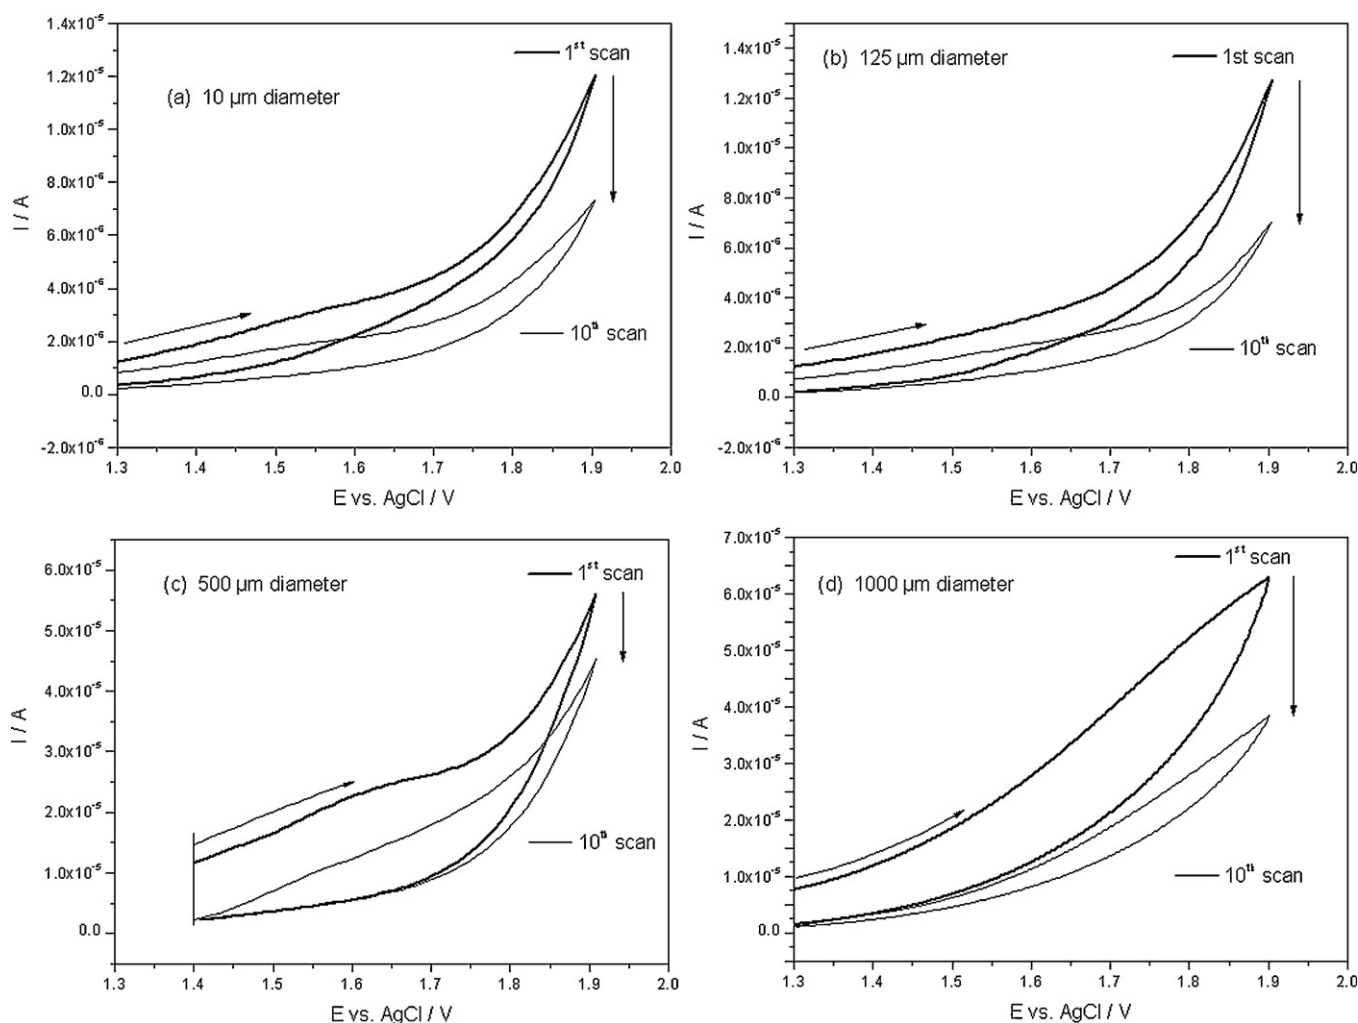 1.4x10⁻⁵
1.2x10⁻⁵
1.0x10⁻⁵
8.0x10⁻⁶
6.0x10⁻⁶
4.0x10⁻⁶
2.0x10⁻⁶
0.0
-2.0x10⁻⁶
I / A
(a) 10 µm diameter
1ˢᵗ scan
10ᵗʰ scan
1.3 1.4 1.5 1.6 1.7 1.8 1.9 2.0
E vs. AgCl / V
1.4x10⁻⁵
1.2x10⁻⁵
1.0x10⁻⁵
8.0x10⁻⁶
6.0x10⁻⁶
4.0x10⁻⁶
2.0x10⁻⁶
0.0
-2.0x10⁻⁶
I / A
(b) 125 µm diameter
1st scan
10ᵗʰ scan
1.3 1.4 1.5 1.6 1.7 1.8 1.9 2.0
E vs. AgCl / V
6.0x10⁻⁵
5.0x10⁻⁵
4.0x10⁻⁵
3.0x10⁻⁵
2.0x10⁻⁵
1.0x10⁻⁵
0.0
I / A
(c) 500 µm diameter
1ˢᵗ scan
10ᵗʰ scan
1.3 1.4 1.5 1.6 1.7 1.8 1.9 2.0
E vs. AgCl / V
7.0x10⁻⁵
6.0x10⁻⁵
5.0x10⁻⁵
4.0x10⁻⁵
3.0x10⁻⁵
2.0x10⁻⁵
1.0x10⁻⁵
0.0
I / A
(d) 1000 µm diameter
1ˢᵗ scan
10ᵗʰ scan
1.3 1.4 1.5 1.6 1.7 1.8 1.9 2.0
E vs. AgCl / V